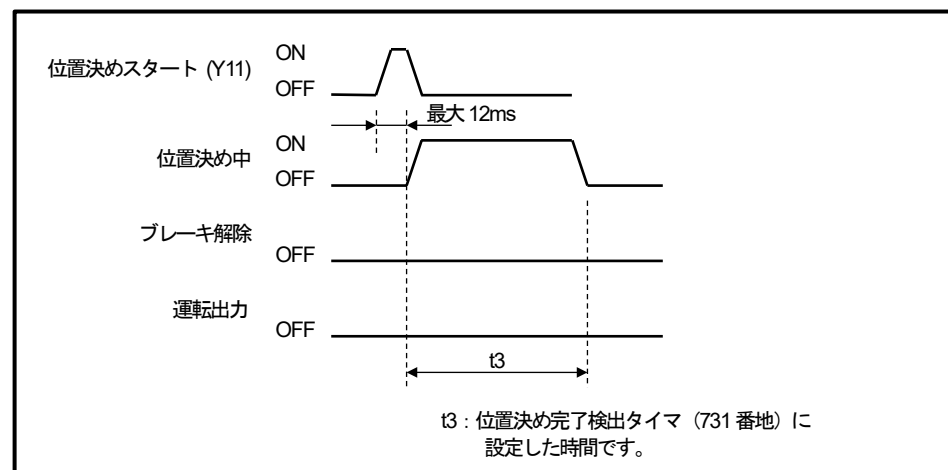 位置決めスタート (Y11)
ON
OFF
最大 12ms
位置決め中
ON
OFF
ブレーキ解除
OFF
運転出力
OFF
t3
t3：位置決め完了検出タイマ（731 番地）に
設定した時間です。